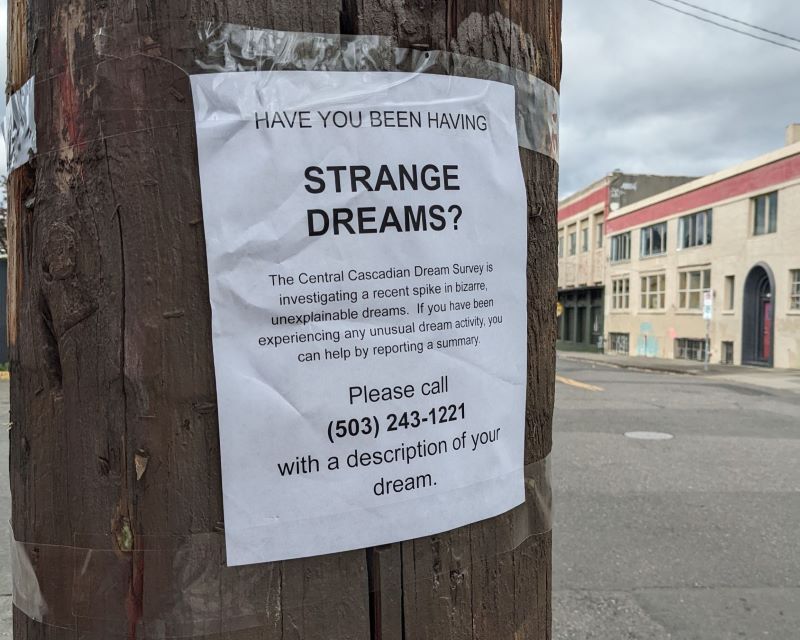 HAVE YOU BEEN HAVING
STRANGE
DREAMS?
The Central Cascadian Dream Survey is
investigating a recent spike in bizarre,
unexplainable dreams. If you have been
experiencing any unusual dream activity, you
can help by reporting a summary.
Please call
(503) 243-1221
with a description of your
dream.